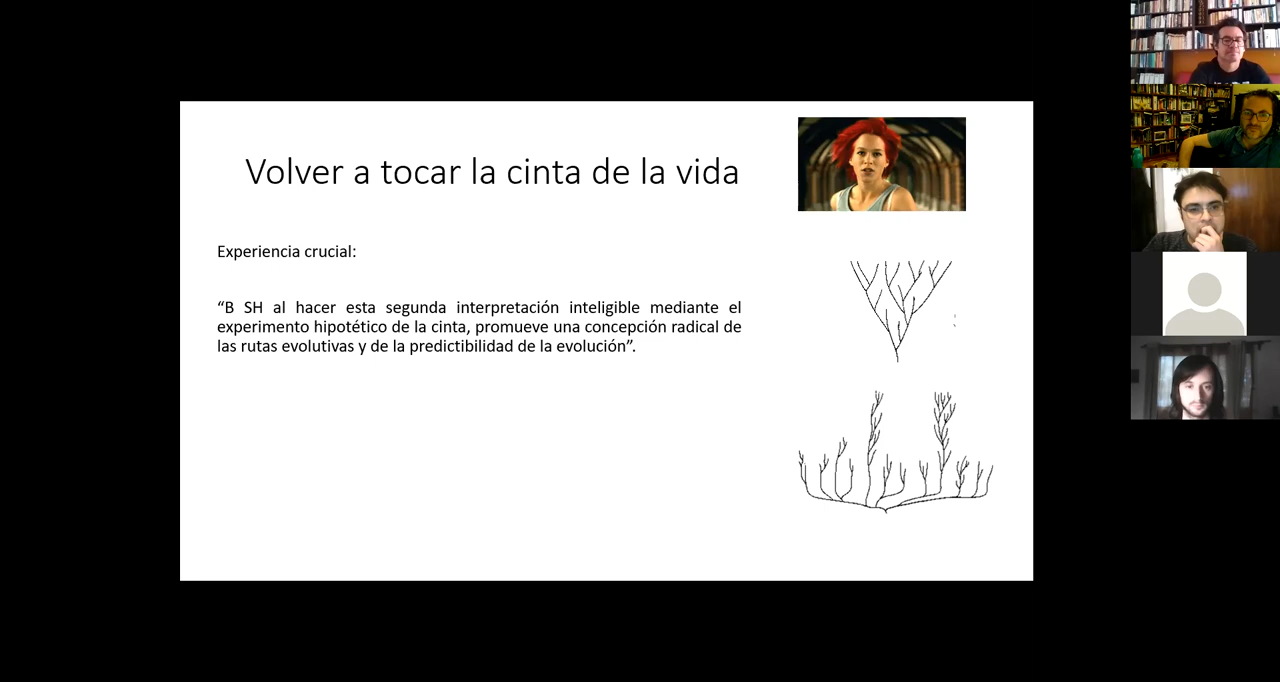 Volver a tocar la cinta de la vida
Experiencia crucial:
“B SH al hacer esta segunda interpretación inteligible mediante el
experimento hipotético de la cinta, promueve una concepción radical de
las rutas evolutivas y de la predictibilidad de la evolución”.